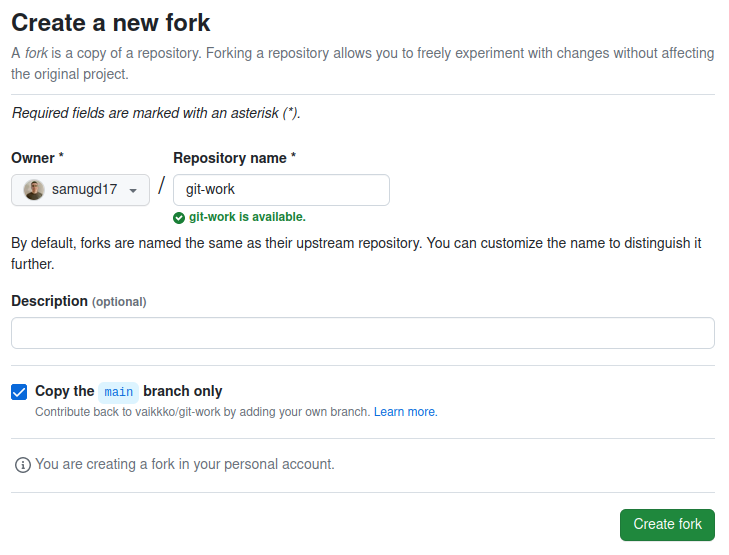 Create a new fork
A fork is a copy of a repository. Forking a repository allows you to freely experiment with changes without affecting
the original project.
Required fields are marked with an asterisk (*).
Owner * Repository name *
samugd17 / git-work
git-work is available.
By default, forks are named the same as their upstream repository. You can customize the name to distinguish it
further.
Description (optional)
Copy the main branch only
Contribute back to vaikkko/git-work by adding your own branch. Learn more.
You are creating a fork in your personal account.
Create fork